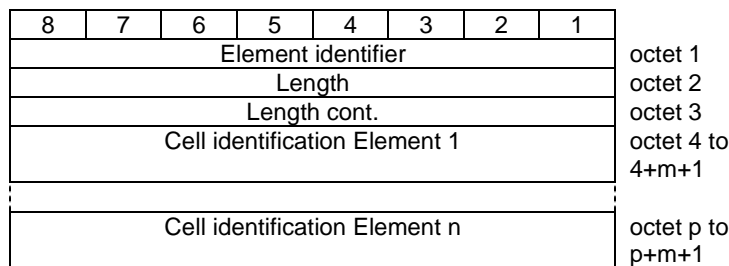 8 7 6 5 4 3 2 1
Element identifier octet 1
Length octet 2
Length cont. octet 3
Cell identification Element 1 octet 4 to
4+m+1
Cell identification Element n octet p to
p+m+1